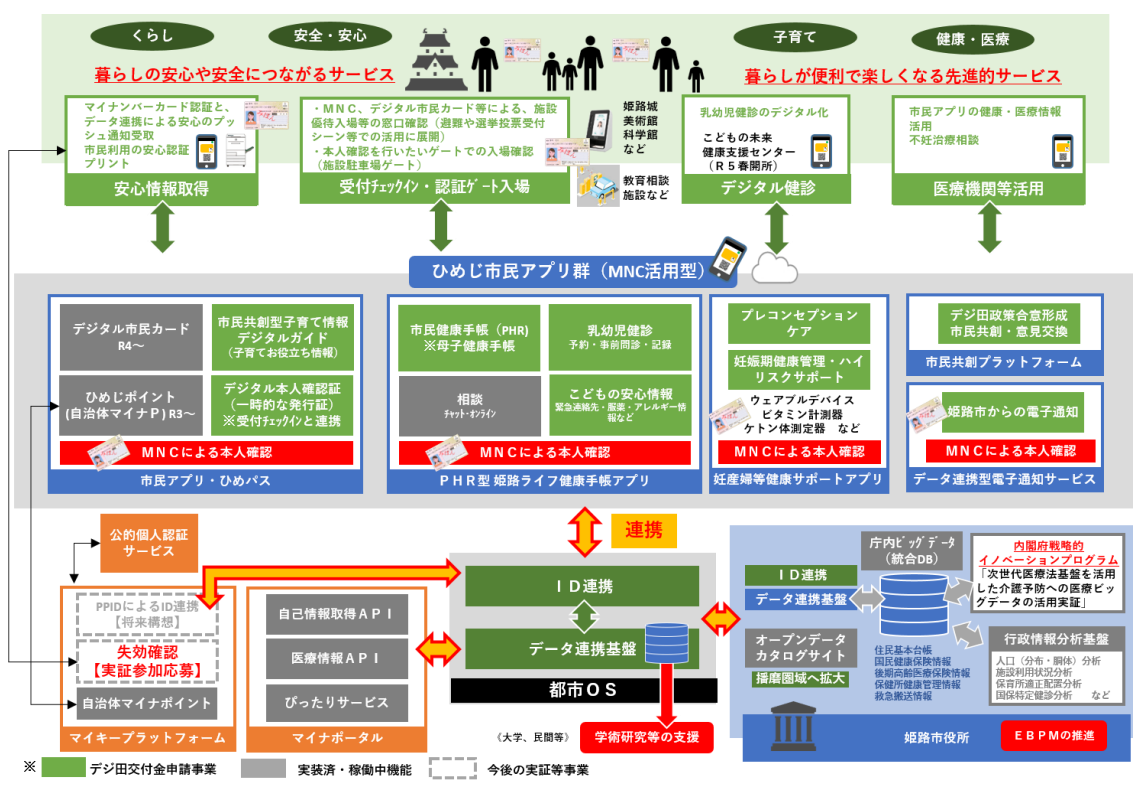 くらし
安全・安心
子育て
健康・医療
暮らしの安心や安全につながるサービス
暮らしが便利で楽しくなる先進的サービス
マイナンバーカード認証と、
データ連携による安心のプッ
シュ通知受取
市民利用の安心認証
プリント
安心情報取得
・ＭＮＣ、デジタル市民カード等による、施設
優待入場等の窓口確認（避難や選挙投票受付
シーン等での活用に展開）
・本人確認を行いたいゲートでの入場確認
（施設駐車場ゲート）
受付ﾁｪｯｸｲﾝ・認証ｹﾞｰﾄ入場
姫路城
美術館
科学館
など
教育相談
施設など
乳幼児健診のデジタル化
こどもの未来
健康支援センター
（Ｒ５春開所）
デジタル健診
市民アプリの健康・医療情報
活用
不妊治療相談
医療機関等活用
ひめじ市民アプリ群（MNC活用型）
デジタル市民カード
R4～
市民共創型子育て情報
デジタルガイド
（子育てお役立ち情報）
ひめじポイント
(自治体マイナＰ) R3～
デジタル本人確認証
（一時的な発行証）
※受付ﾁｪｯｸｲﾝと連携
ＭＮＣによる本人確認
市民アプリ・ひめパス
市民健康手帳（PHR）
※母子健康手帳
乳幼児健診
予約・事前問診・記録
相談
ﾁｬｯﾄ･ｵﾝﾗｲﾝ
こどもの安心情報
緊急連絡先・服薬・アレルギー情
報など
ＭＮＣによる本人確認
ＰＨＲ型 姫路ライフ健康手帳アプリ
プレコンセプション
ケア
妊娠期健康管理・ハイ
リスクサポート
ウェアブルデバイス
ビタミン計測器
ケトン体測定器　など
ＭＮＣによる本人確認
妊産婦等健康サポートアプリ
デジ田政策合意形成
市民共創・意見交換
市民共創プラットフォーム
姫路市からの電子通知
ＭＮＣによる本人確認
データ連携型電子通知サービス
公的個人認証
サービス
連携
PPIDによるID連携
【将来構想】
失効確認
【実証参加応募】
自治体マイナポイント
マイキープラットフォーム
自己情報取得ＡＰＩ
医療情報ＡＰＩ
ぴったりサービス
マイナポータル
ＩＤ連携
データ連携基盤
都市ＯＳ
《大学、民間等》
学術研究等の支援
庁内ﾋﾞｯｸﾞﾃﾞｰﾀ
（統合DB）
ＩＤ連携
データ連携基盤
オープンデータ
カタログサイト
播磨圏域へ拡大
住民基本台帳
国民健康保険情報
後期高齢医療保険情報
保健所健康管理情報
救急搬送情報
内閣府戦略的
イノベーションプログラム
「次世代医療法基盤を活用
した介護予防への医療ビッ
グデータの活用実証」
行政情報分析基盤
人口（分布・胴体）分析
施設利用状況分析
保育所適正配置分析
国保特定健診分析　　など
姫路市役所
ＥＢＰＭの推進
※
デジ田交付金申請事業
実装済・稼働中機能
今後の実証等事業